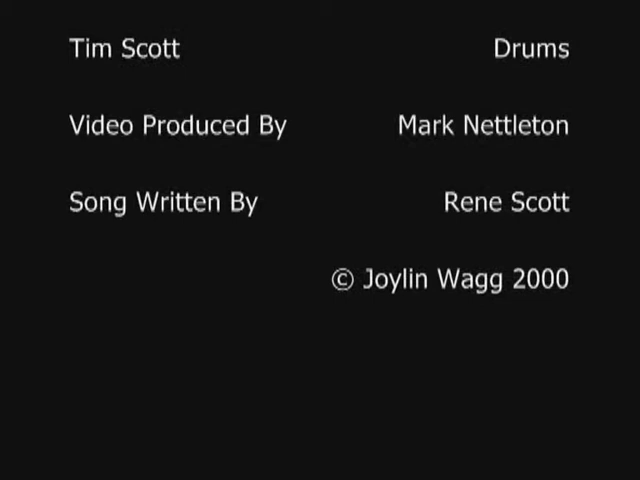 Tim Scott Drums
Video Produced By Mark Nettleton
Song Written By Rene Scott
© Joylin Wagg 2000